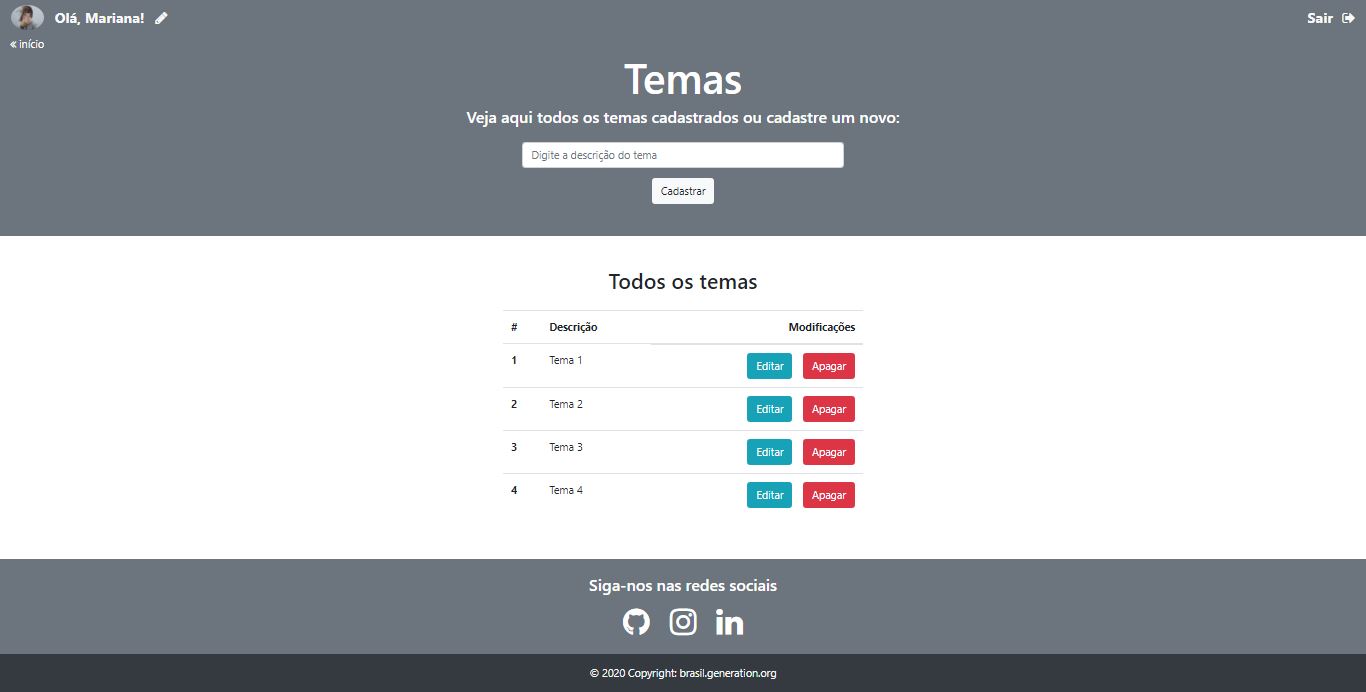 Olá, Mariana!
Sair
« início
Temas
Veja aqui todos os temas cadastrados ou cadastre um novo:
Digite a descrição do tema
Cadastrar
Todos os temas
# Descrição Modificações
1 Tema 1 Editar Apagar
2 Tema 2 Editar Apagar
3 Tema 3 Editar Apagar
4 Tema 4 Editar Apagar
Siga-nos nas redes sociais
in
© 2020 Copyright: brasil.generation.org